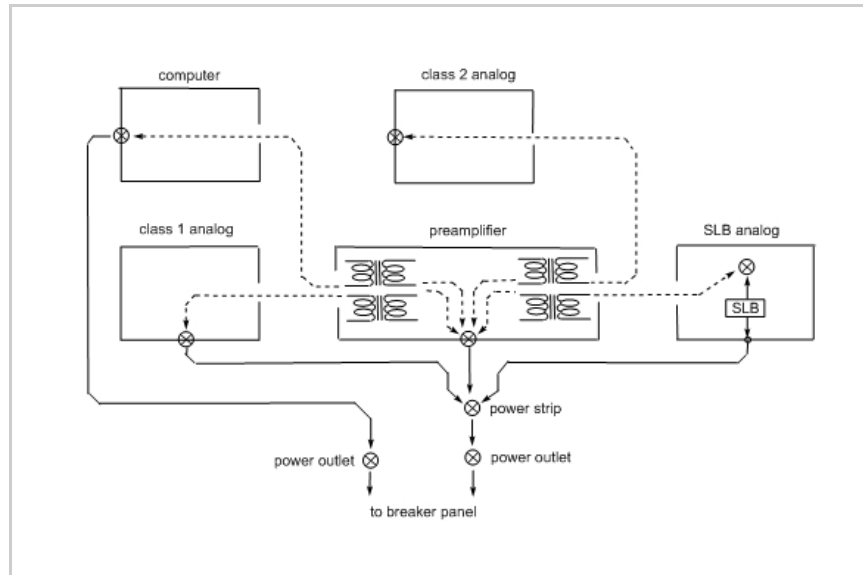 computer
class 2 analog
class 1 analog
preamplifier
SLB analog
SLB
power strip
power outlet
power outlet
to breaker panel